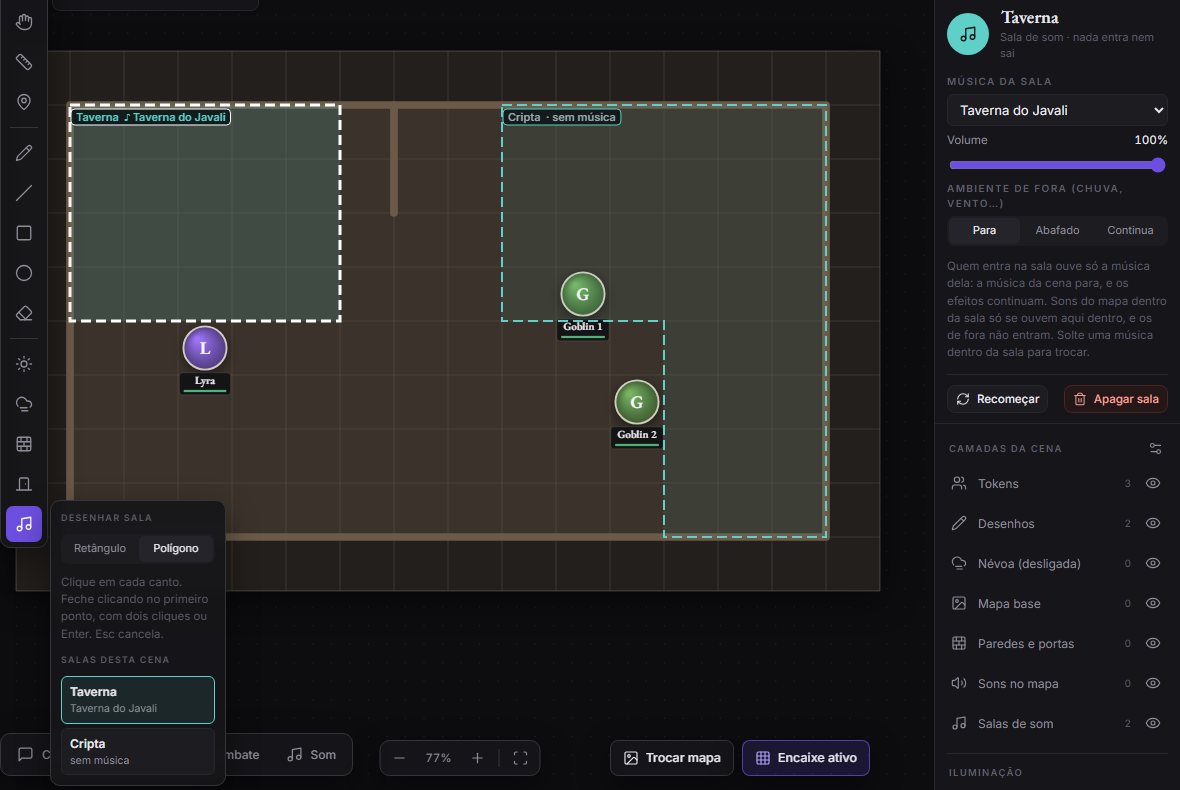 Taverna ♪ Taverna do Javali
Cripta · sem música
G
Goblin 1
L
Lyra
G
Goblin 2
DESENHAR SALA
Retângulo
Polígono
Clique em cada canto.
Feche clicando no primeiro
ponto, com dois cliques ou
Enter. Esc cancela.
SALAS DESTA CENA
Taverna
Taverna do Javali
Cripta
sem música
Som
77%
Trocar mapa
Encaixe ativo
Taverna
Sala de som · nada entra nem
sai
MÚSICA DA SALA
Taverna do Javali
Volume
100%
AMBIENTE DE FORA (CHUVA,
VENTO...)
Para
Abafado
Continua
Quem entra na sala ouve só a música
dela: a música da cena para, e os
efeitos continuam. Sons do mapa dentro
da sala só se ouvem aqui dentro, e os
de fora não entram. Solte uma música
dentro da sala para trocar.
Recomeçar
Apagar sala
CAMADAS DA CENA
Tokens 3
Desenhos 2
Névoa (desligada) 0
Mapa base 0
Paredes e portas 0
Sons no mapa 0
Salas de som 2
ILUMINAÇÃO